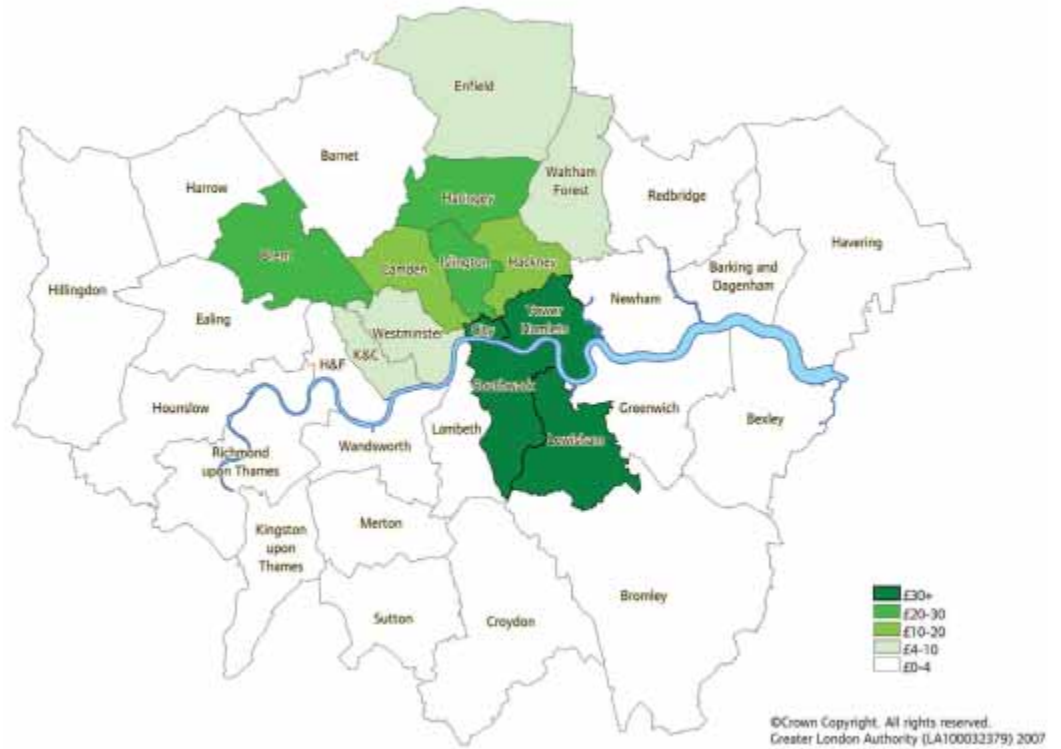 Enfield
Barnet
Waltham
Forest
Harrow
Haringey
Redbridge
Havering
Brent
Camden
Islington
Hackney
Barking and
Dagenham
Hillingdon
Newham
Ealing
Tower
Hamlets
Westminster
City
K&C
H&F
Southwark
Hounslow
Greenwich
Bexley
Lambeth
Wandsworth
Lewisham
Richmond
upon Thames
Merton
Kingston
upon
Thames
Bromley
Sutton
Croydon
£30+
£20-30
£10-20
£4-10
£0-4
©Crown Copyright. All rights reserved.
Greater London Authority (LA100032379) 2007